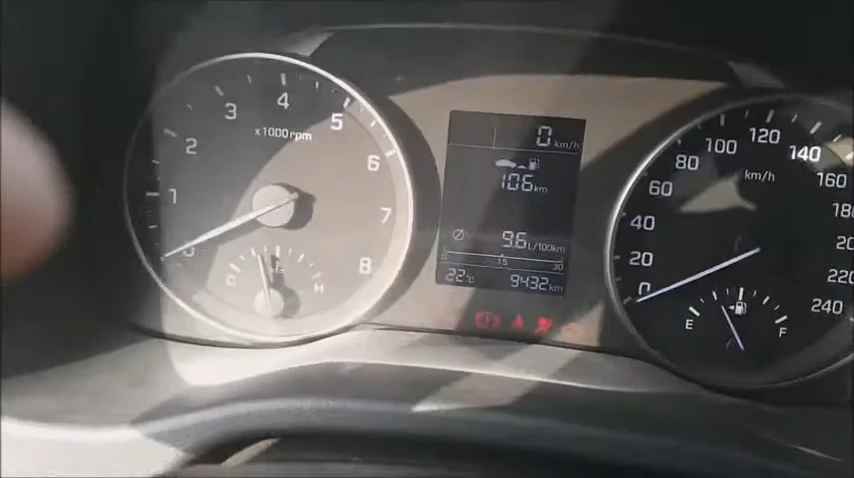 1
2
3
4
5
6
7
8
x1000rpm
C
H
0 km/h
106 km
9.6 L/100km
0 15 30
22°C 9432 km
0
20
40
60
80
100
120
140
160
180
200
220
240
km/h
E
F